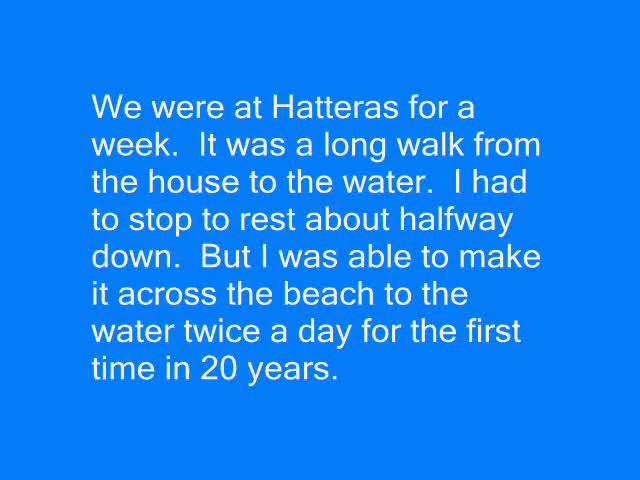 We were at Hatteras for a
week.  It was a long walk from
the house to the water.  I had
to stop to rest about halfway
down.  But I was able to make
it across the beach to the
water twice a day for the first
time in 20 years.